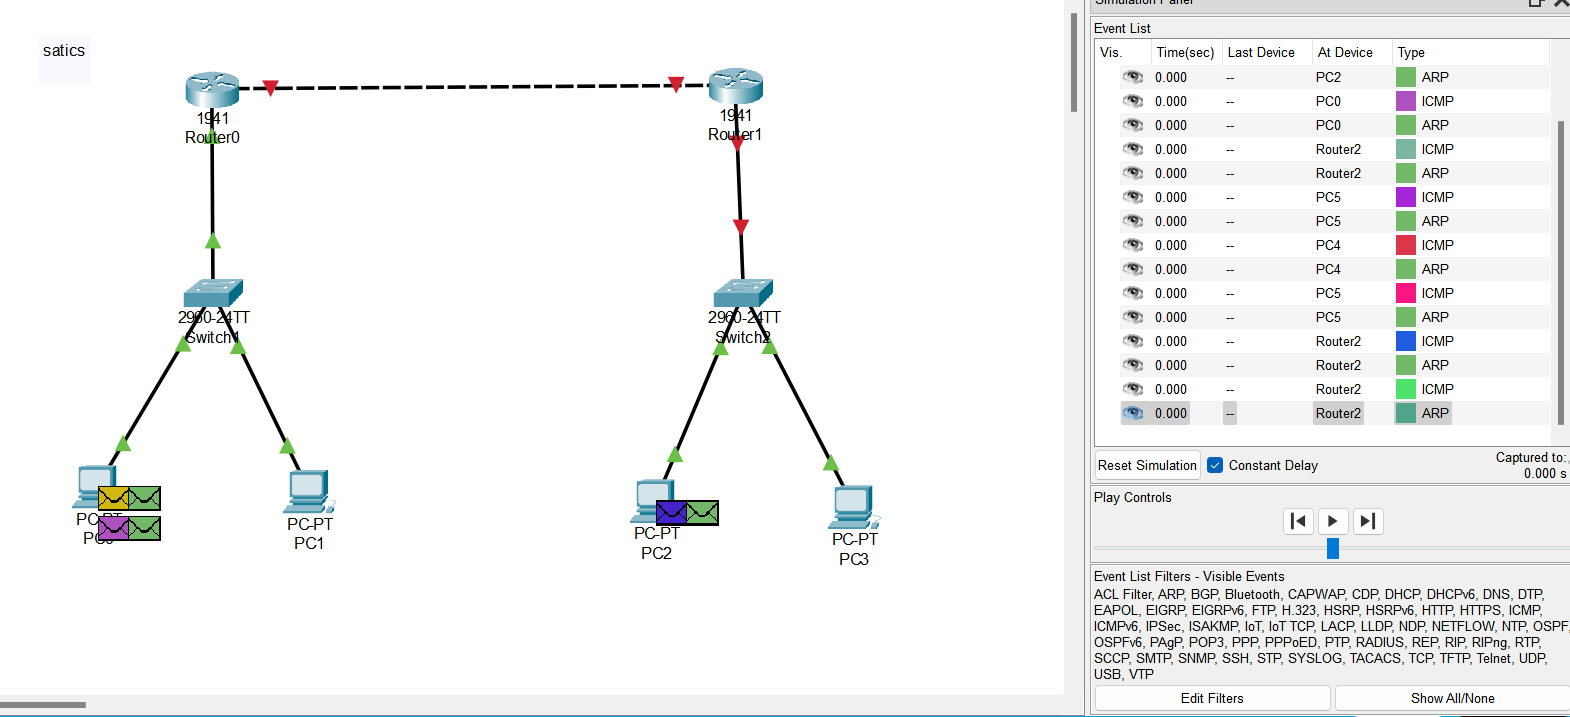 satics
1941
Router0
1941
Router1
2960-24TT
Switch1
2960-24TT
Switch2
PC-PT
PC0
PC-PT
PC1
PC-PT
PC2
PC-PT
PC3
Simulation Panel
Event List
Vis. Time(sec) Last Device At Device Type
0.000 -- PC2 ARP
0.000 -- PC0 ICMP
0.000 -- PC0 ARP
0.000 -- Router2 ICMP
0.000 -- Router2 ARP
0.000 -- PC5 ICMP
0.000 -- PC5 ARP
0.000 -- PC4 ICMP
0.000 -- PC4 ARP
0.000 -- PC5 ICMP
0.000 -- PC5 ARP
0.000 -- Router2 ICMP
0.000 -- Router2 ARP
0.000 -- Router2 ICMP
0.000 -- Router2 ARP
Reset Simulation Constant Delay Captured to:
0.000 s
Play Controls
Event List Filters - Visible Events
ACL Filter, ARP, BGP, Bluetooth, CAPWAP, CDP, DHCP, DHCPv6, DNS, DTP,
EAPOL, EIGRP, EIGRPv6, FTP, H.323, HSRP, HSRPv6, HTTP, HTTPS, ICMP,
ICMPv6, IPSec, ISAKMP, IoT, IoT TCP, LACP, LLDP, NDP, NETFLOW, NTP, OSPF,
OSPFv6, PAgP, POP3, PPP, PPPoED, PTP, RADIUS, REP, RIP, RIPng, RTP,
SCCP, SMTP, SNMP, SSH, STP, SYSLOG, TACACS, TCP, TFTP, Telnet, UDP,
USB, VTP
Edit Filters Show All/None